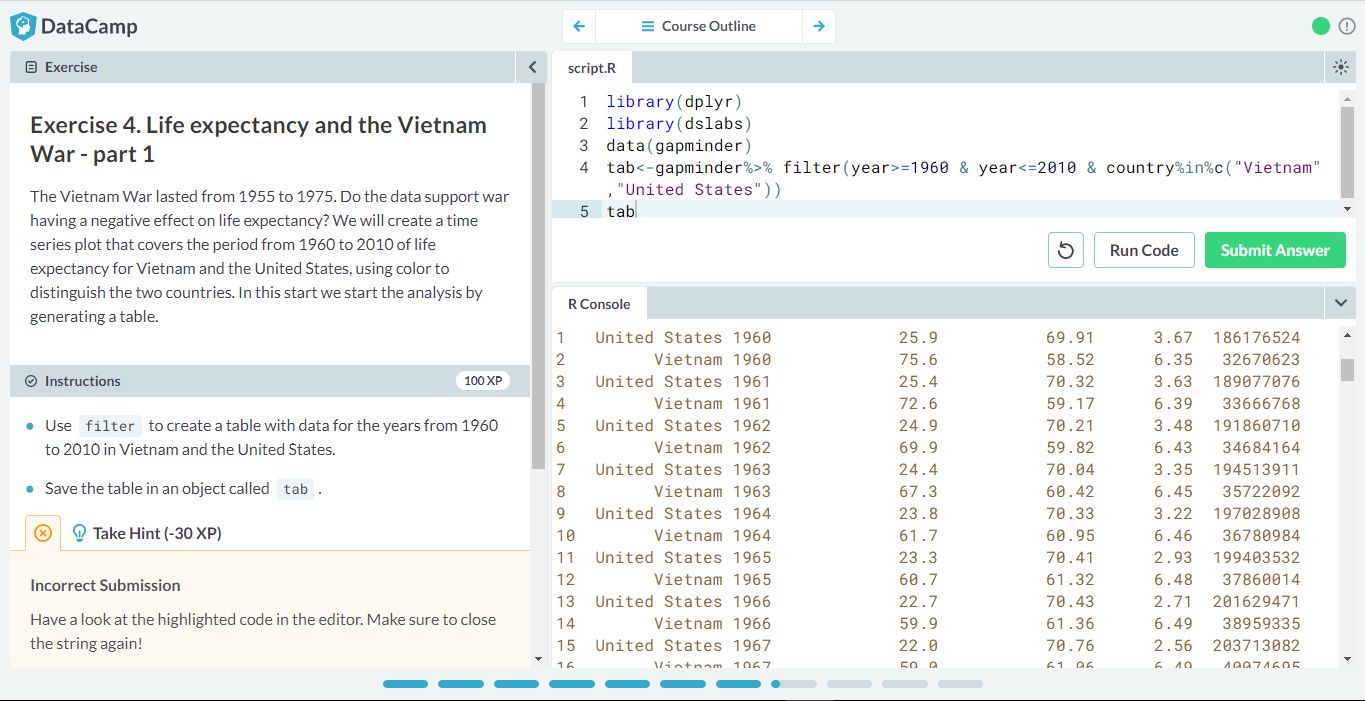 DataCamp
Course Outline
Exercise
Exercise 4. Life expectancy and the Vietnam
War - part 1
The Vietnam War lasted from 1955 to 1975. Do the data support war
having a negative effect on life expectancy? We will create a time
series plot that covers the period from 1960 to 2010 of life
expectancy for Vietnam and the United States, using color to
distinguish the two countries. In this start we start the analysis by
generating a table.
Instructions
100 XP
Use filter to create a table with data for the years from 1960
to 2010 in Vietnam and the United States.
Save the table in an object called tab .
Take Hint (-30 XP)
Incorrect Submission
Have a look at the highlighted code in the editor. Make sure to close
the string again!
script.R
1 library(dplyr)
2 library(dslabs)
3 data(gapminder)
4 tab<-gapminder%>% filter(year>=1960 & year<=2010 & country%in%c("Vietnam"
,"United States"))
5 tab
Run Code
Submit Answer
R Console
1 United States 1960 25.9 69.91 3.67 186176524
2 Vietnam 1960 75.6 58.52 6.35 32670623
3 United States 1961 25.4 70.32 3.63 189077076
4 Vietnam 1961 72.6 59.17 6.39 33666768
5 United States 1962 24.9 70.21 3.48 191860710
6 Vietnam 1962 69.9 59.82 6.43 34684164
7 United States 1963 24.4 70.04 3.35 194513911
8 Vietnam 1963 67.3 60.42 6.45 35722092
9 United States 1964 23.8 70.33 3.22 197028908
10 Vietnam 1964 61.7 60.95 6.46 36780984
11 United States 1965 23.3 70.41 2.93 199403532
12 Vietnam 1965 60.7 61.32 6.48 37860014
13 United States 1966 22.7 70.43 2.71 201629471
14 Vietnam 1966 59.9 61.36 6.49 38959335
15 United States 1967 22.0 70.76 2.56 203713082
16 Vietnam 1967 59.0 61.06 6.49 40074695